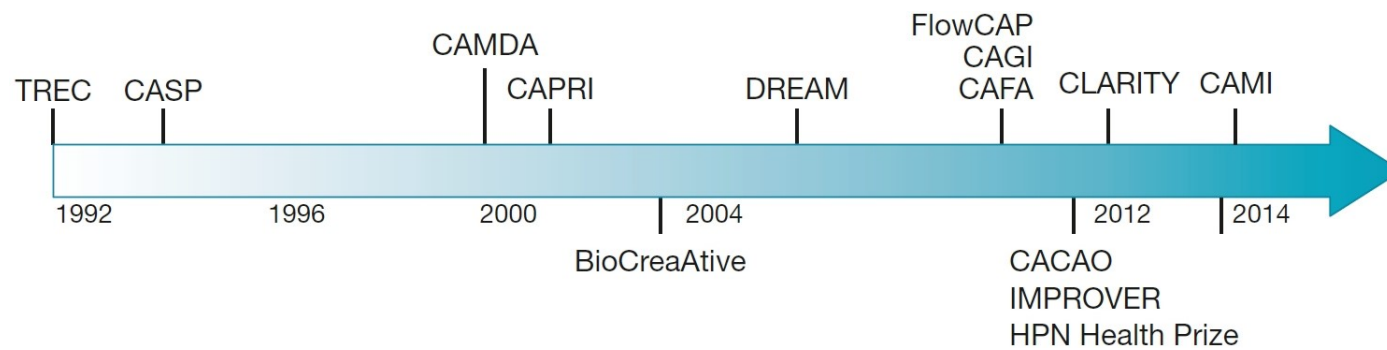 FlowCAP
CAMDA
CAGI
TREC CASP CAPRI DREAM CAFA CLARITY CAMI
1992 1996 2000 2004 2012 2014
BioCreaAtive
CACAO
IMPROVER
HPN Health Prize